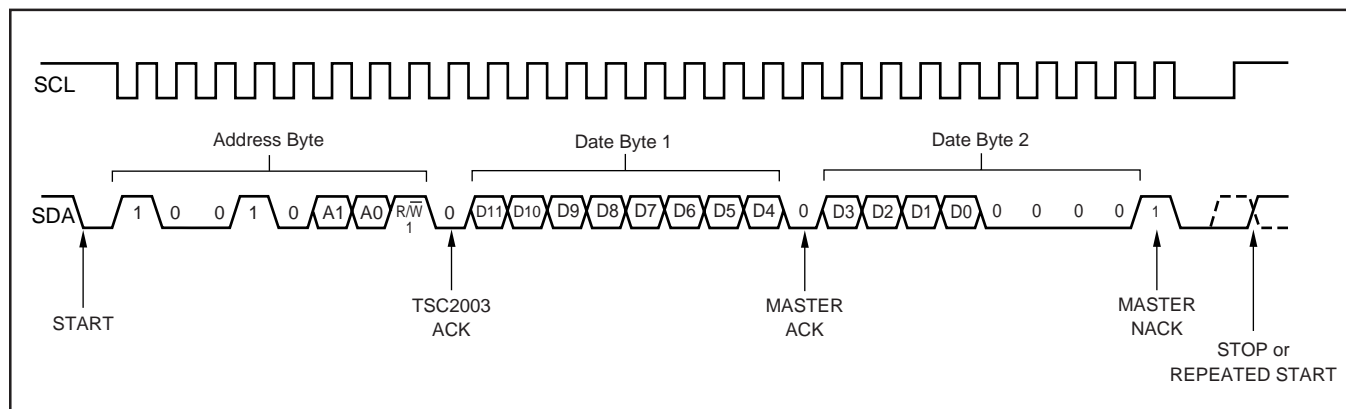 SCL
Address Byte
Date Byte 1
Date Byte 2
SDA
1 0 0 1 0 A1 A0 R/W̅ 1 0 D11 D10 D9 D8 D7 D6 D5 D4 0 D3 D2 D1 D0 0 0 0 0 1
START
TSC2003
ACK
MASTER
ACK
MASTER
NACK
STOP or
REPEATED START